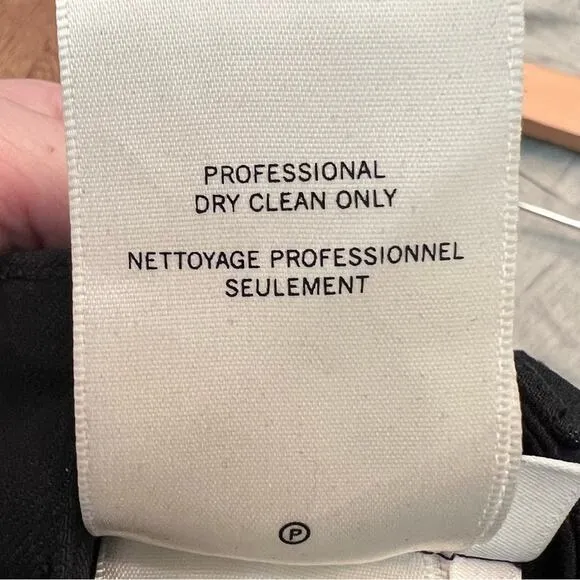 PROFESSIONAL
DRY CLEAN ONLY
NETTOYAGE PROFESSIONNEL
SEULEMENT
Ⓟ